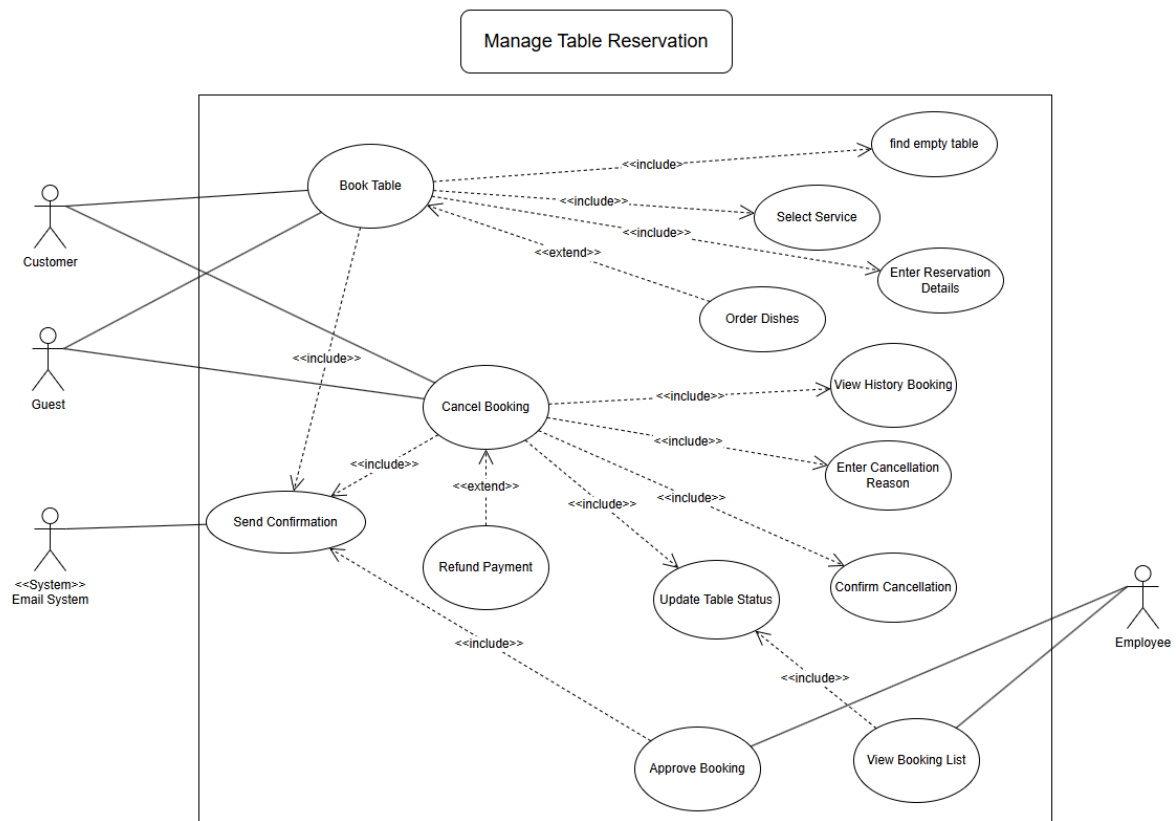 Manage Table Reservation
find empty table
<<include>
Book Table
Customer
<<include>>
Select Service
<<include>>
<<extend>>
Enter Reservation
Details
Order Dishes
Guest
<<include>>
View History Booking
<<include>>
Cancel Booking
<<include>>
Enter Cancellation
Reason
<<include>>
<<extend>>
<<include>>
<<include>>
Send Confirmation
<<System>>
Email System
Refund Payment
Update Table Status
Confirm Cancellation
Employee
<<include>>
<<include>>
Approve Booking
View Booking List